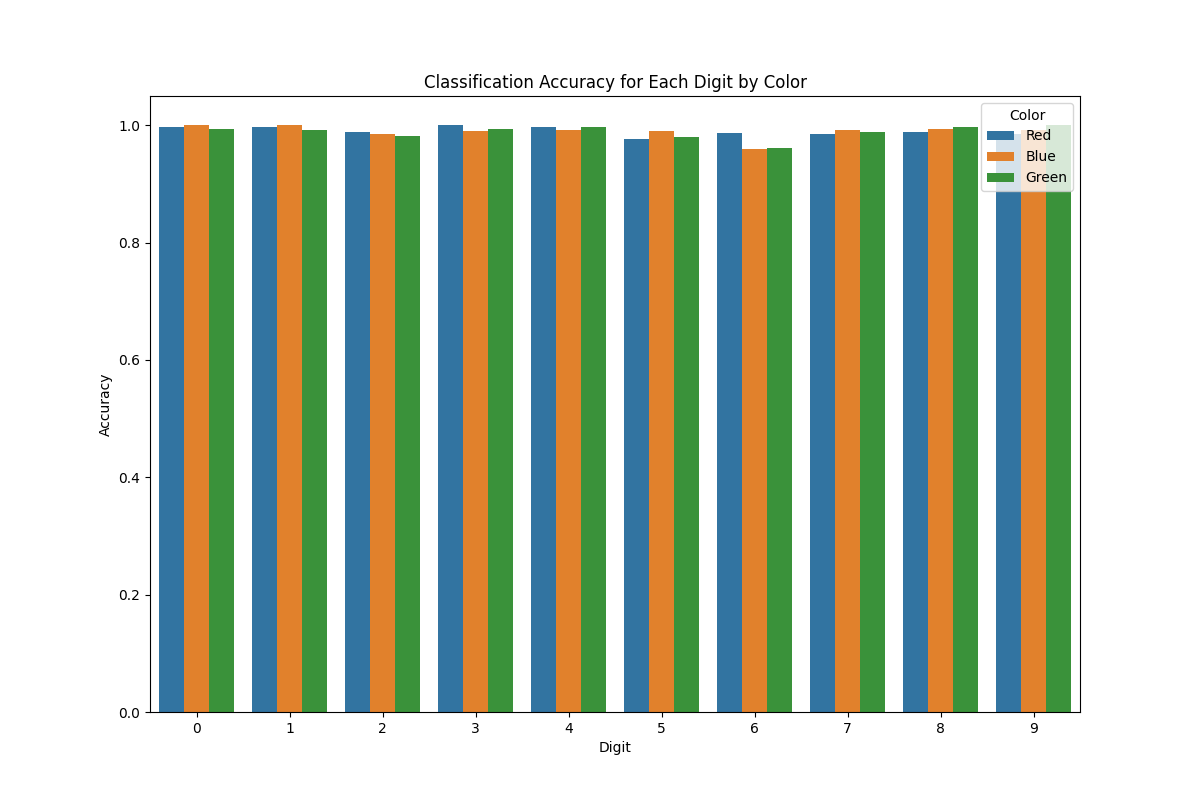 Classification Accuracy for Each Digit by Color
Accuracy
1.0
0.8
0.6
0.4
0.2
0.0
Color
Red
Blue
Green
0 1 2 3 4 5 6 7 8 9
Digit